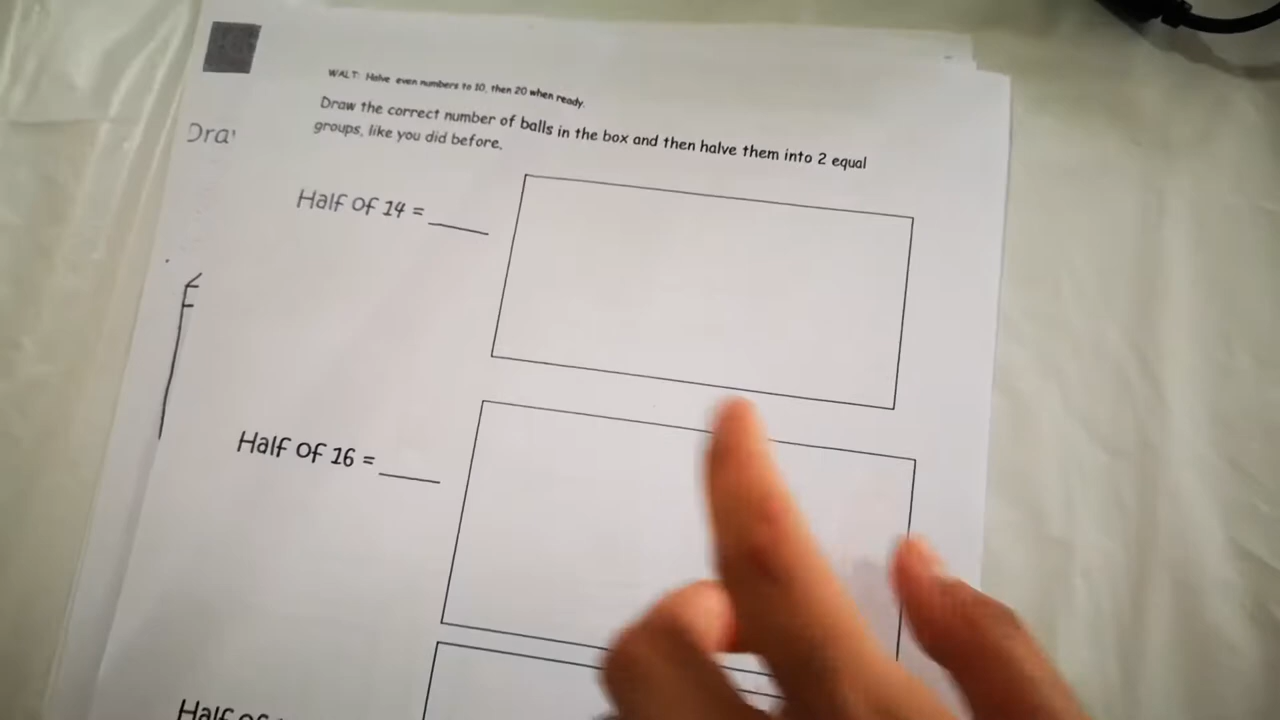 WALT: Halve even numbers to 10, then 20 when ready.
Draw the correct number of balls in the box and then halve them into 2 equal
groups, like you did before.
Half of 14 = ____
Half of 16 = ____
Half of